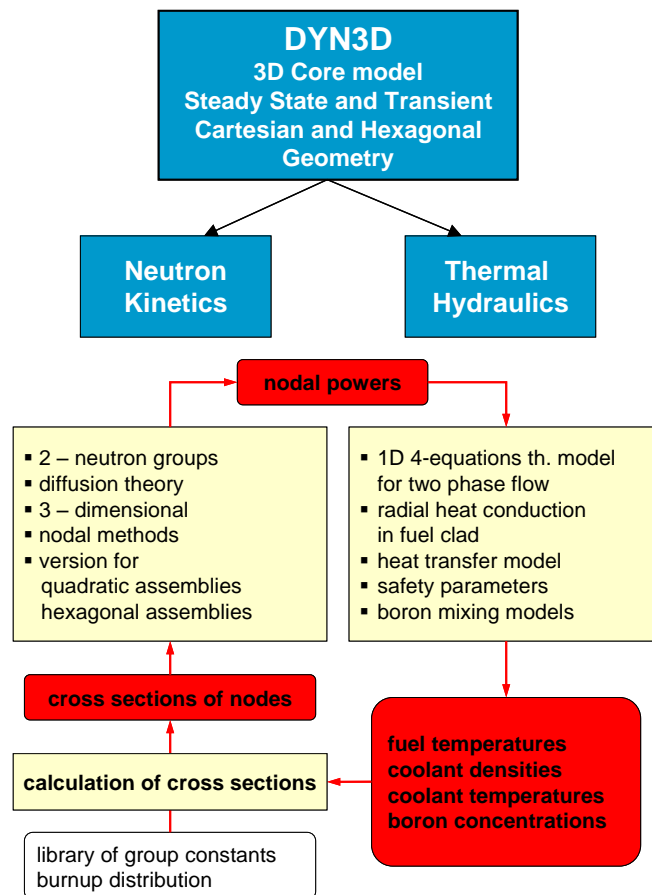 DYN3D
3D Core model
Steady State and Transient
Cartesian and Hexagonal
Geometry
Neutron
Kinetics
Thermal
Hydraulics
nodal powers
▪ 2 – neutron groups
▪ diffusion theory
▪ 3 – dimensional
▪ nodal methods
▪ version for
quadratic assemblies
hexagonal assemblies
▪ 1D 4-equations th. model
for two phase flow
▪ radial heat conduction
in fuel clad
▪ heat transfer model
▪ safety parameters
▪ boron mixing models
cross sections of nodes
fuel temperatures
coolant densities
coolant temperatures
boron concentrations
calculation of cross sections
library of group constants
burnup distribution